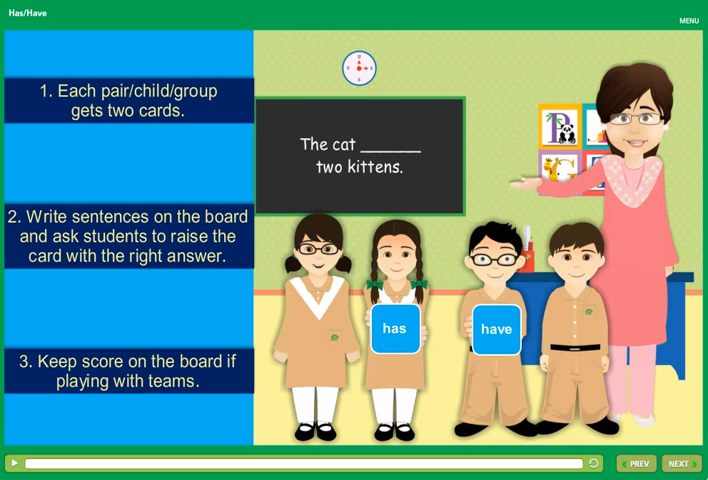 Has/Have
MENU
1. Each pair/child/group
gets two cards.
2. Write sentences on the board
and ask students to raise the
card with the right answer.
3. Keep score on the board if
playing with teams.
The cat _______
two kittens.
P
G
has
have
PREV
NEXT